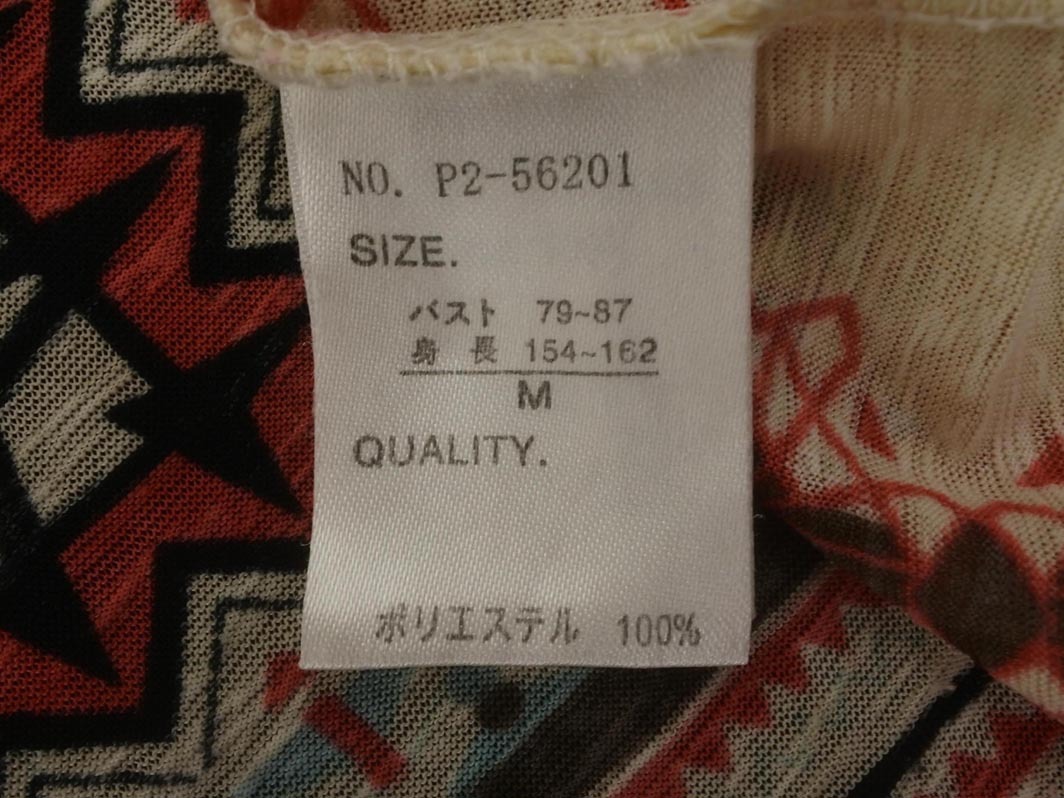 NO. P2-56201
SIZE.
バスト 79~87
身長 154~162
M
QUALITY.
ポリエステル 100%